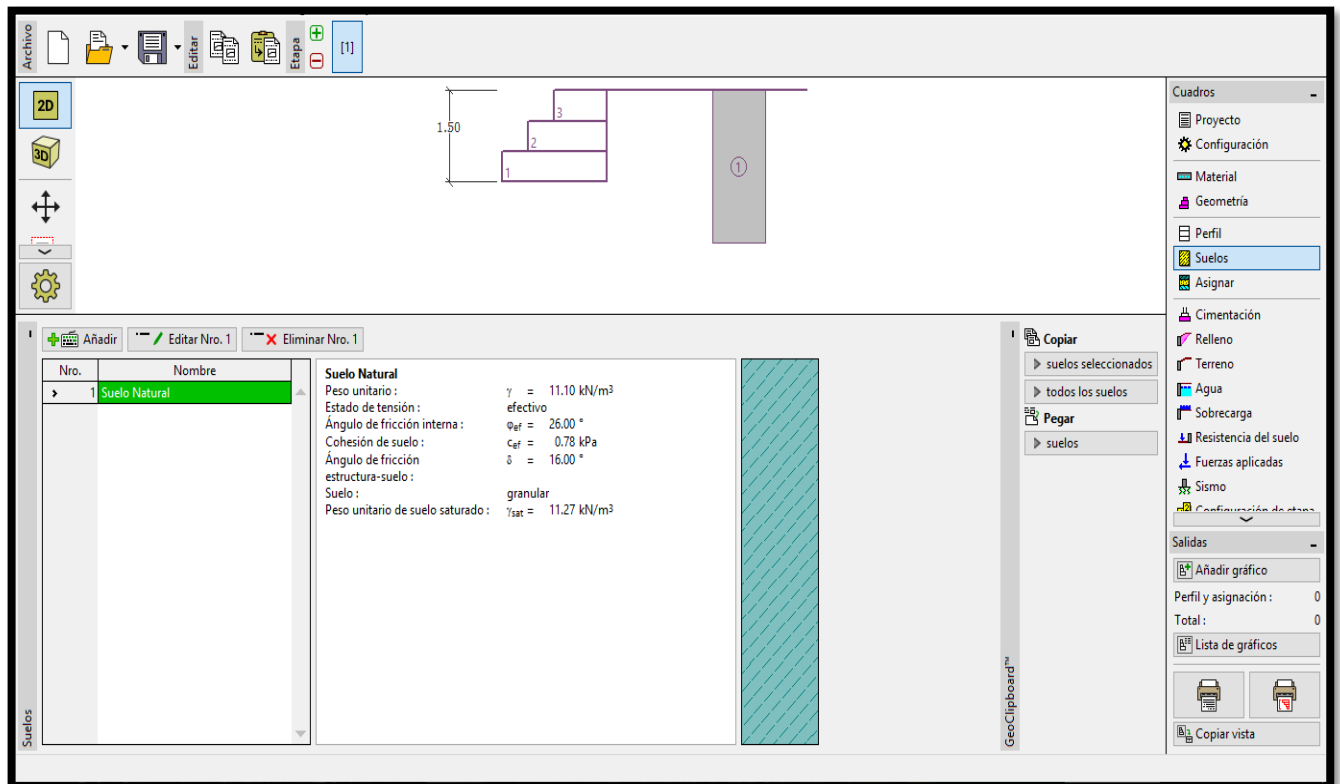 Archivo
Editar
Etapa
[1]
2D
3D
1.50
3
2
1
1
Cuadros
Proyecto
Configuración
Material
Geometría
Perfil
Suelos
Asignar
Cimentación
Relleno
Terreno
Agua
Sobrecarga
Resistencia del suelo
Fuerzas aplicadas
Sismo
Configuración de etapa
Salidas
Añadir gráfico
Perfil y asignación : 0
Total : 0
Lista de gráficos
Copiar vista
Suelos
Añadir Editar Nro. 1 Eliminar Nro. 1
Nro. Nombre
1 Suelo Natural
Suelo Natural
Peso unitario : γ = 11.10 kN/m³
Estado de tensión : efectivo
Ángulo de fricción interna : φef = 26.00 °
Cohesión de suelo : cef = 0.78 kPa
Ángulo de fricción δ = 16.00 °
estructura-suelo :
Suelo : granular
Peso unitario de suelo saturado : γsat = 11.27 kN/m³
GeoClipboard™
Copiar
suelos seleccionados
todos los suelos
Pegar
suelos